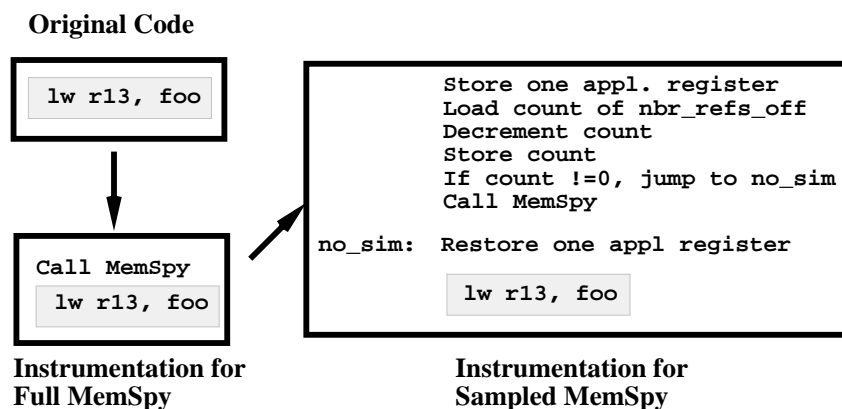 Original Code
lw r13, foo
Call MemSpy
lw r13, foo
Instrumentation for
Full MemSpy
Store one appl. register
Load count of nbr_refs_off
Decrement count
Store count
If count !=0, jump to no_sim
Call MemSpy
no_sim: Restore one appl register
lw r13, foo
Instrumentation for
Sampled MemSpy